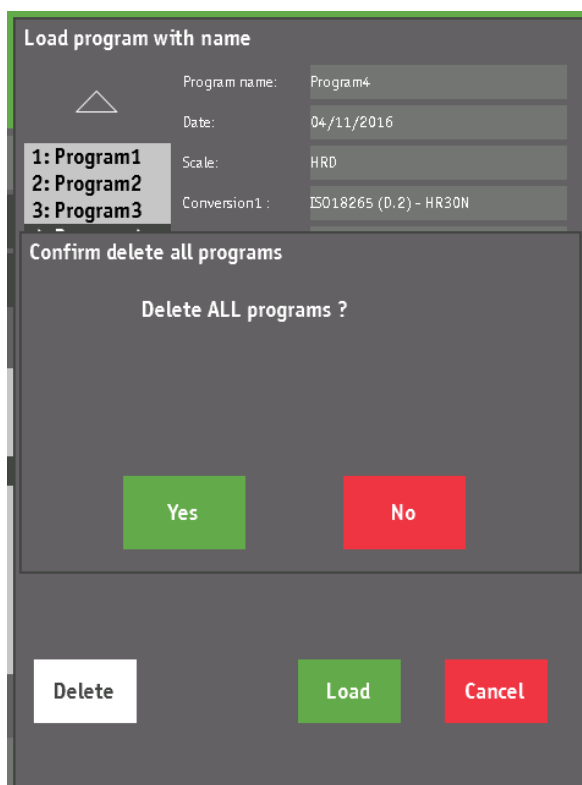 Load program with name
Program name: Program4
Date: 04/11/2016
1: Program1
Scale: HRD
2: Program2
3: Program3
Conversion1 : ISO18265 (D.2) - HR30N
Confirm delete all programs
Delete ALL programs ?
Yes No
Delete Load Cancel